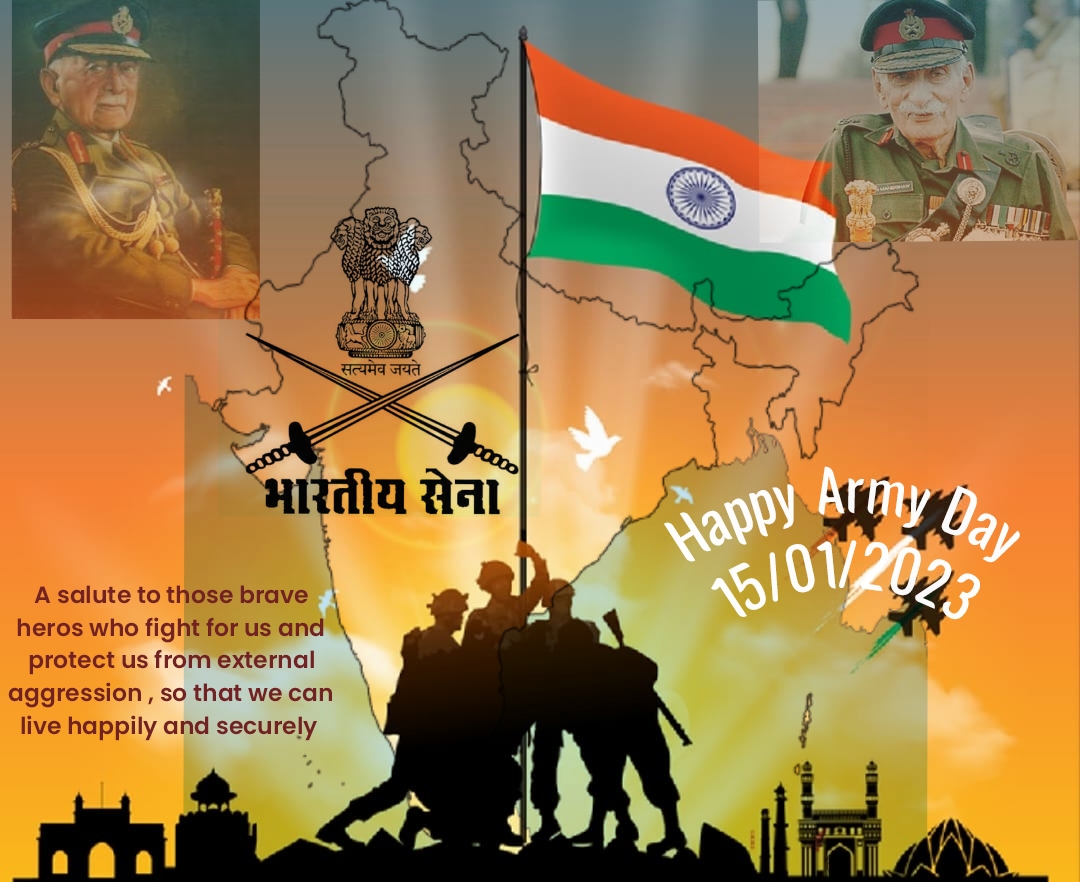 सत्यमेव जयते
भारतीय सेना
Happy Army Day
15/01/2023
A salute to those brave
heros who fight for us and
protect us from external
aggression , so that we can
live happily and securely